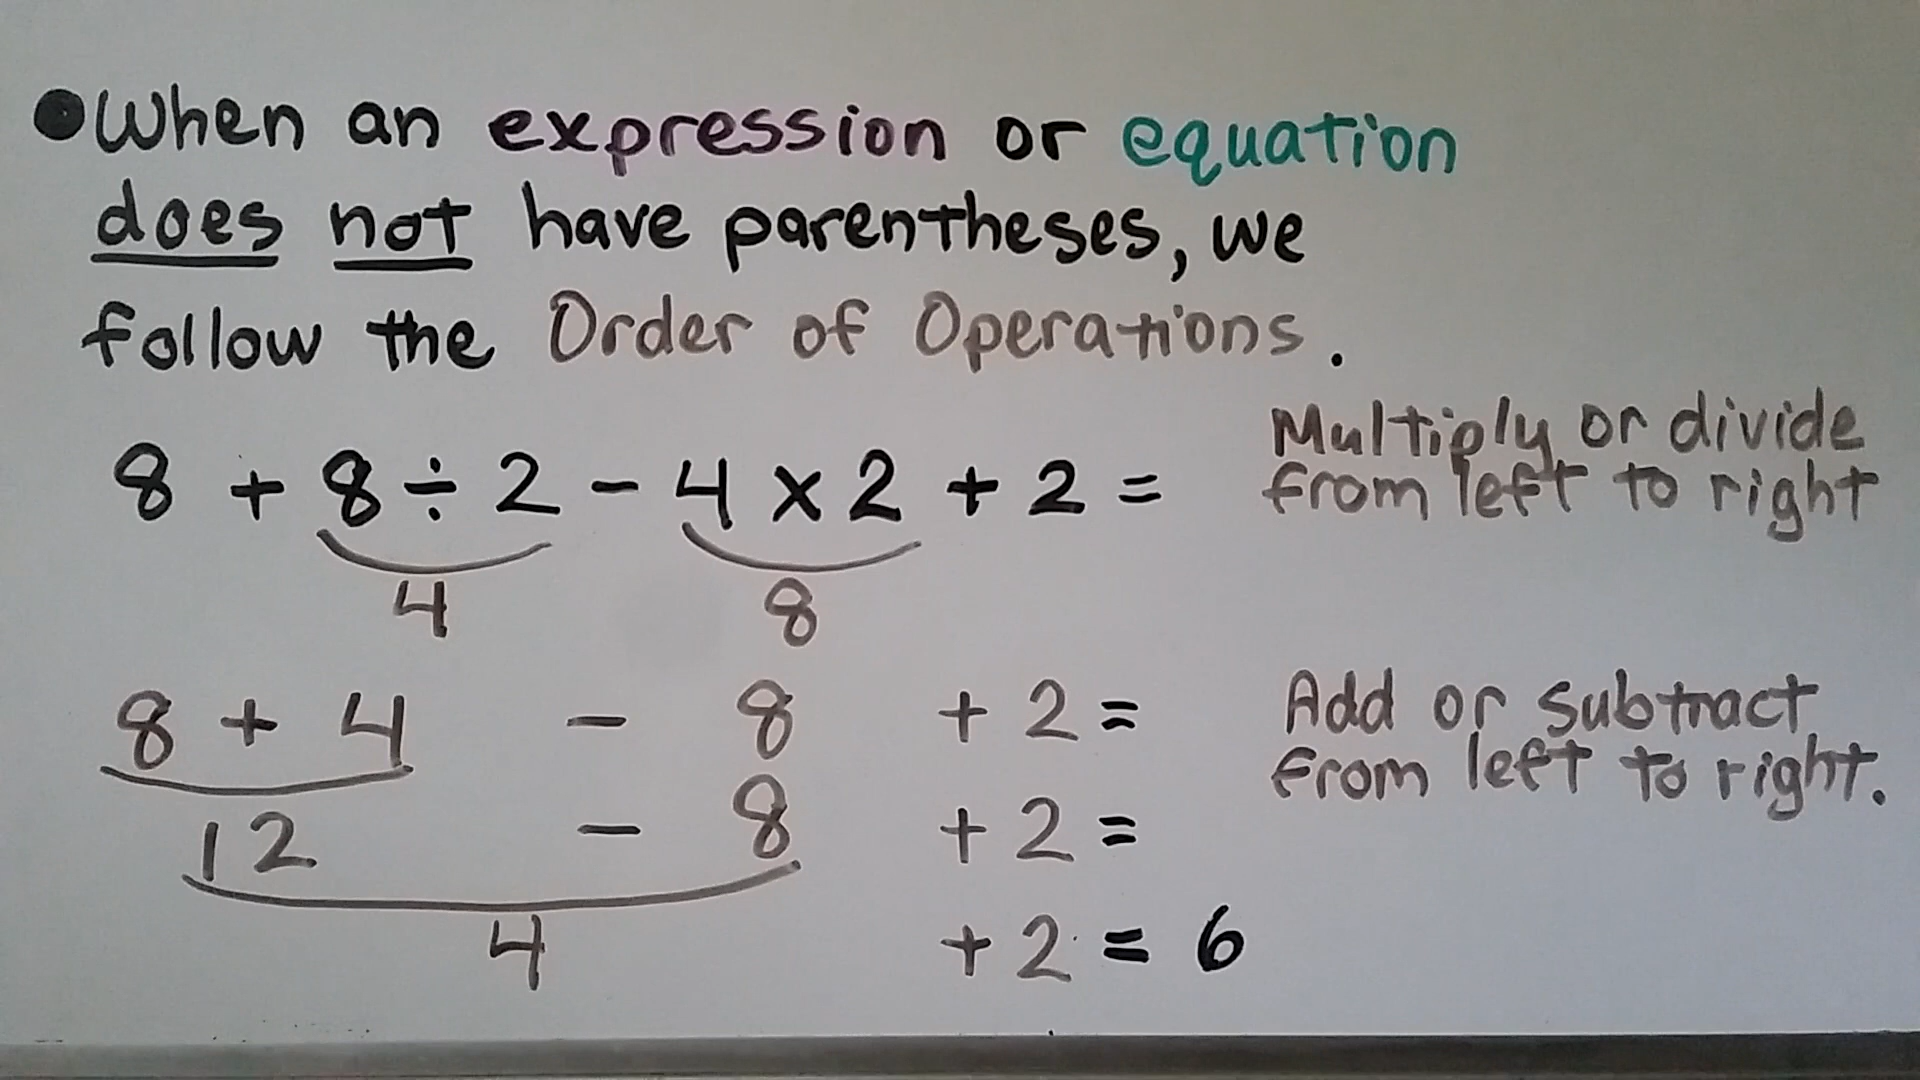 ●When an expression or equation
does not have parentheses, we
follow the Order of Operations.
8 + 8 ÷ 2 - 4 x 2 + 2 =
Multiply or divide
from left to right
4 8
8 + 4 - 8 + 2 =
Add or subtract
from left to right.
12 - 8 + 2 =
4 + 2 = 6